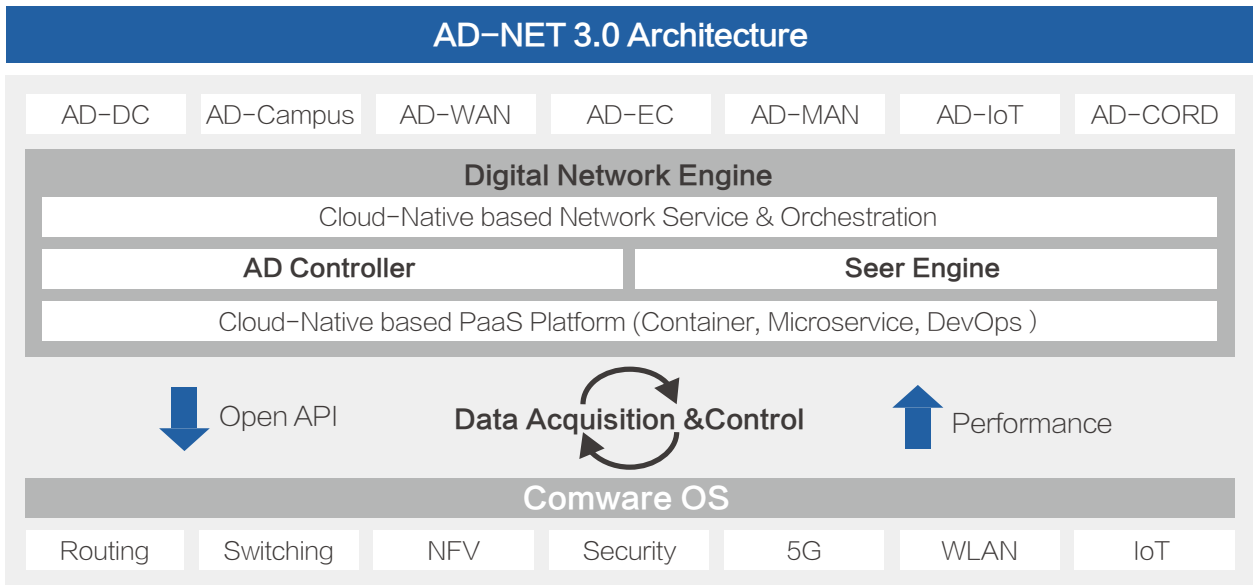 AD-NET 3.0 Architecture
AD-DC AD-Campus AD-WAN AD-EC AD-MAN AD-IoT AD-CORD
Digital Network Engine
Cloud-Native based Network Service & Orchestration
AD Controller Seer Engine
Cloud-Native based PaaS Platform (Container, Microservice, DevOps )
Open API Data Acquisition &Control Performance
Comware OS
Routing Switching NFV Security 5G WLAN IoT